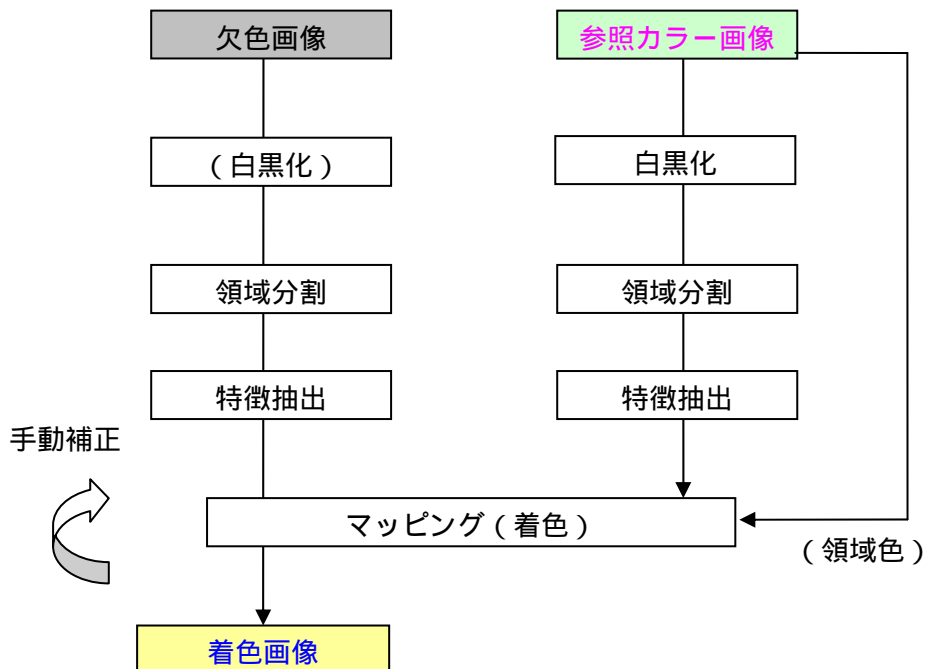 欠色画像
参照カラー画像
（白黒化）
白黒化
領域分割
領域分割
特徴抽出
特徴抽出
手動補正
マッピング（着色）
（領域色）
着色画像